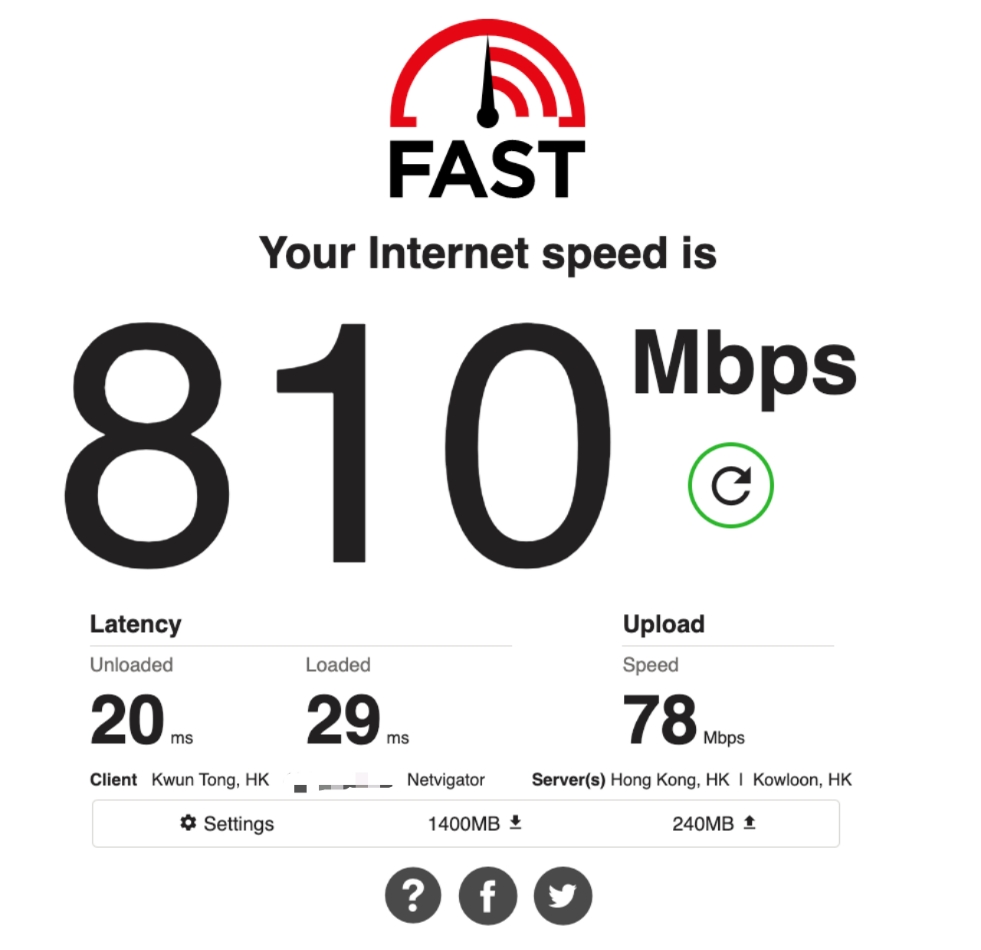 FAST
Your Internet speed is
810 Mbps
Latency
Upload
Unloaded
Loaded
Speed
20 ms
29 ms
78 Mbps
Client Kwun Tong, HK Netvigator Server(s) Hong Kong, HK | Kowloon, HK
Settings 1400MB 240MB